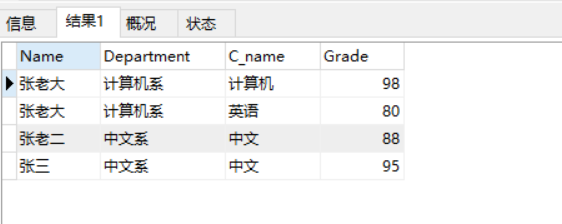 信息 结果1 概况 状态
Name Department C_name Grade
张老大 计算机系 计算机 98
张老大 计算机系 英语 80
张老二 中文系 中文 88
张三 中文系 中文 95